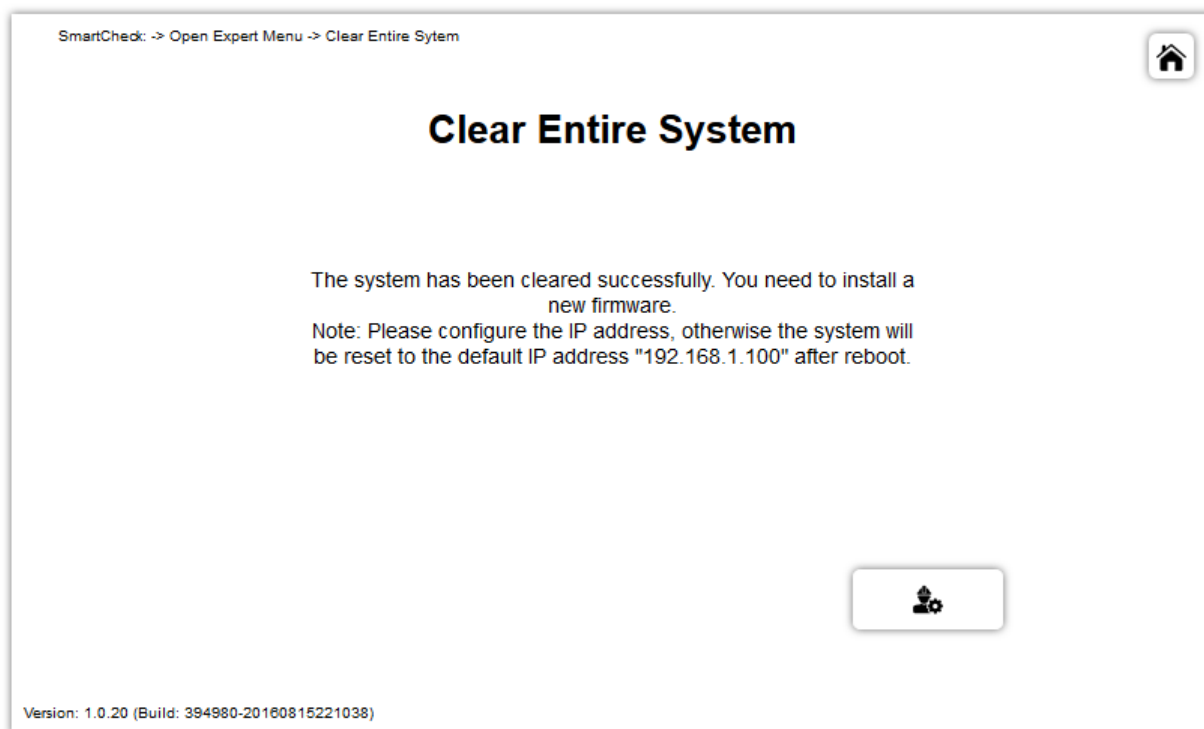 SmartCheck: -> Open Expert Menu -> Clear Entire Sytem
Clear Entire System
The system has been cleared successfully. You need to install a
new firmware.
Note: Please configure the IP address, otherwise the system will
be reset to the default IP address "192.168.1.100" after reboot.
Version: 1.0.20 (Build: 394980-20160815221038)